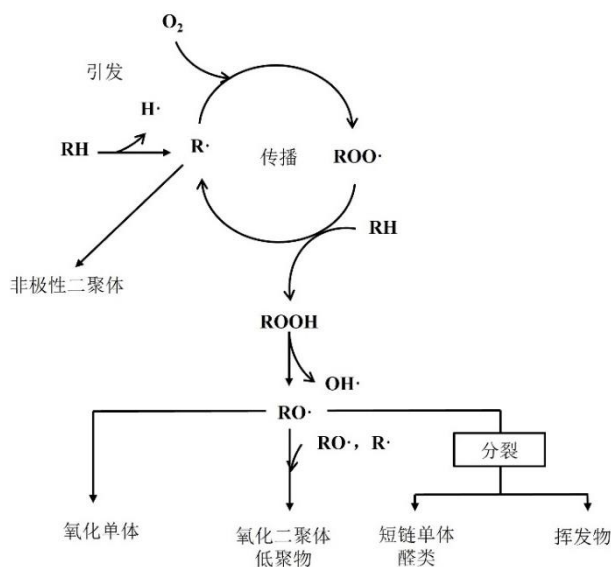 O₂
引发
H·
RH
R·
传播
ROO·
RH
非极性二聚体
ROOH
OH·
RO·
RO·, R·
分裂
氧化单体
氧化二聚体
低聚物
短链单体
醛类
挥发物